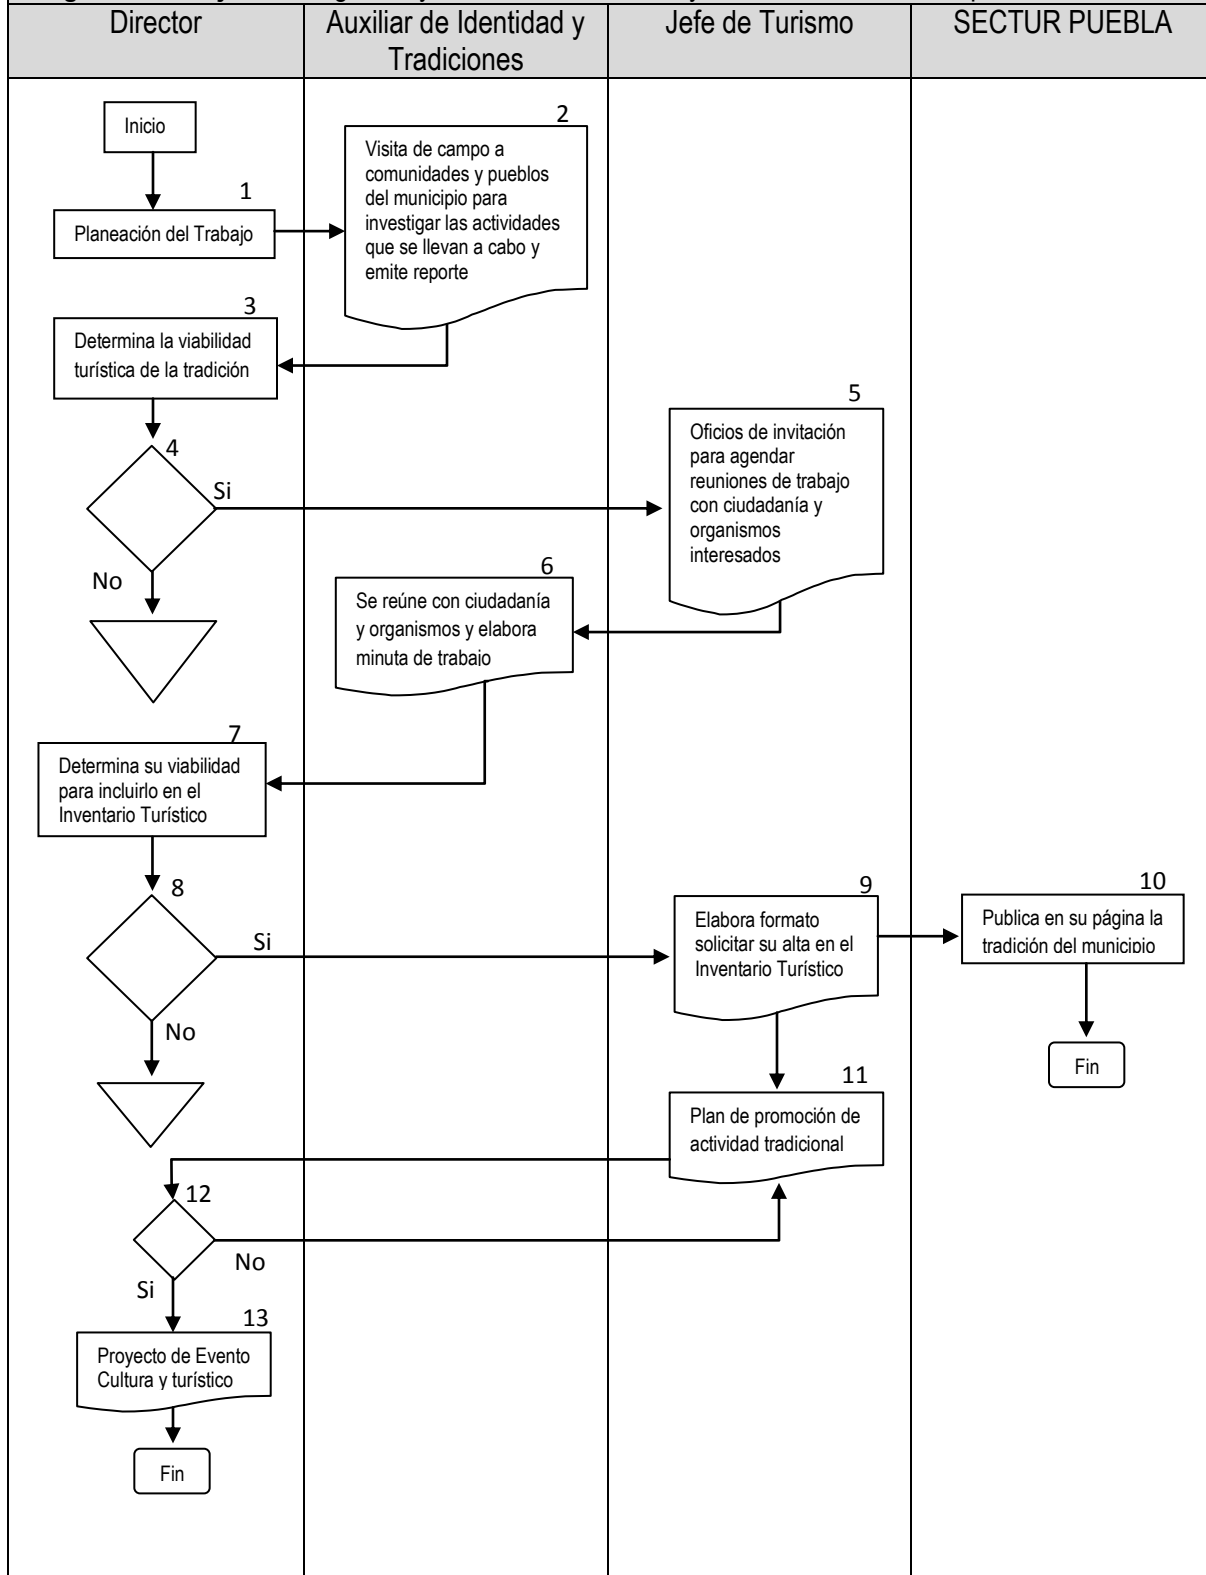 Director
Auxiliar de Identidad y
Tradiciones
Jefe de Turismo
SECTUR PUEBLA
Inicio
1
Planeación del Trabajo
2
Visita de campo a
comunidades y pueblos
del municipio para
investigar las actividades
que se llevan a cabo y
emite reporte
3
Determina la viabilidad
turística de la tradición
4
Si
No
5
Oficios de invitación
para agendar
reuniones de trabajo
con ciudadanía y
organismos
interesados
6
Se reúne con ciudadanía
y organismos y elabora
minuta de trabajo
7
Determina su viabilidad
para incluirlo en el
Inventario Turístico
8
Si
No
9
Elabora formato
solicitar su alta en el
Inventario Turístico
10
Publica en su página la
tradición del municipio
Fin
11
Plan de promoción de
actividad tradicional
12
No
Si
13
Proyecto de Evento
Cultura y turístico
Fin